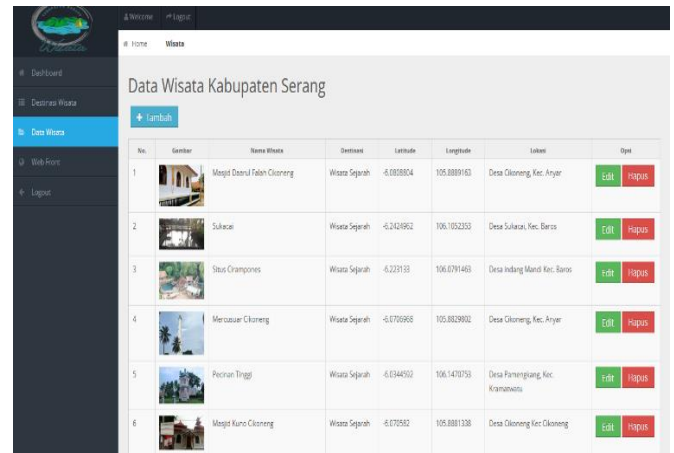 Wisata
Welcome Logout
Home Wisata
Dashboard
Destinasi Wisata
Data Wisata
Web Front
Logout
Data Wisata Kabupaten Serang
+ Tambah
No. Gambar Nama Wisata Destinasi Latitude Longitude Lokasi Opsi
1 Masjid Daarul Falah Cikoneng Wisata Sejarah -6.0808804 105.8889163 Desa Cikoneng, Kec. Anyar Edit Hapus
2 Sukacai Wisata Sejarah -6.2424962 106.1052353 Desa Sukacai, Kec. Baros Edit Hapus
3 Situs Cirampones Wisata Sejarah -6.223133 106.0791463 Desa Indang Mandi Kec. Baros Edit Hapus
4 Mercusuar Cikoneng Wisata Sejarah -6.0706968 105.8829802 Desa Cikoneng, Kec. Anyar Edit Hapus
5 Pecinan Tinggi Wisata Sejarah -6.0344592 106.1470753 Desa Pamengkang, Kec.
Kramatwatu Edit Hapus
6 Masjid Kuno Cikoneng Wisata Sejarah -6.070582 105.8881338 Desa Cikoneng Kec Cikoneng Edit Hapus